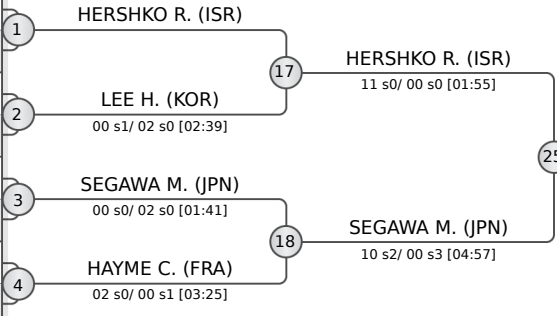 HERSHKO R. (ISR)
1
17
HERSHKO R. (ISR)
11 s0/ 00 s0 [01:55]
LEE H. (KOR)
2
00 s1/ 02 s0 [02:39]
25
SEGAWA M. (JPN)
3
00 s0/ 02 s0 [01:41]
18
SEGAWA M. (JPN)
10 s2/ 00 s3 [04:57]
HAYME C. (FRA)
4
02 s0/ 00 s1 [03:25]